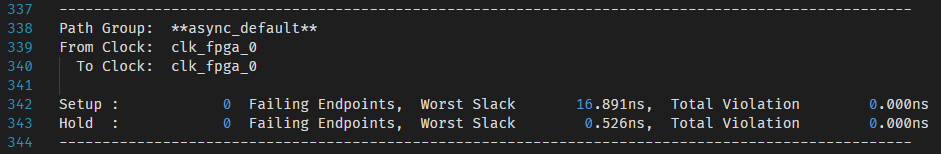 337 ---------------------------------------------------------------------------------------------------
338 Path Group:  **async_default**
339 From Clock:  clk_fpga_0
340   To Clock:  clk_fpga_0
341
342 Setup :            0  Failing Endpoints,  Worst Slack       16.891ns,  Total Violation        0.000ns
343 Hold  :            0  Failing Endpoints,  Worst Slack        0.526ns,  Total Violation        0.000ns
344 ---------------------------------------------------------------------------------------------------